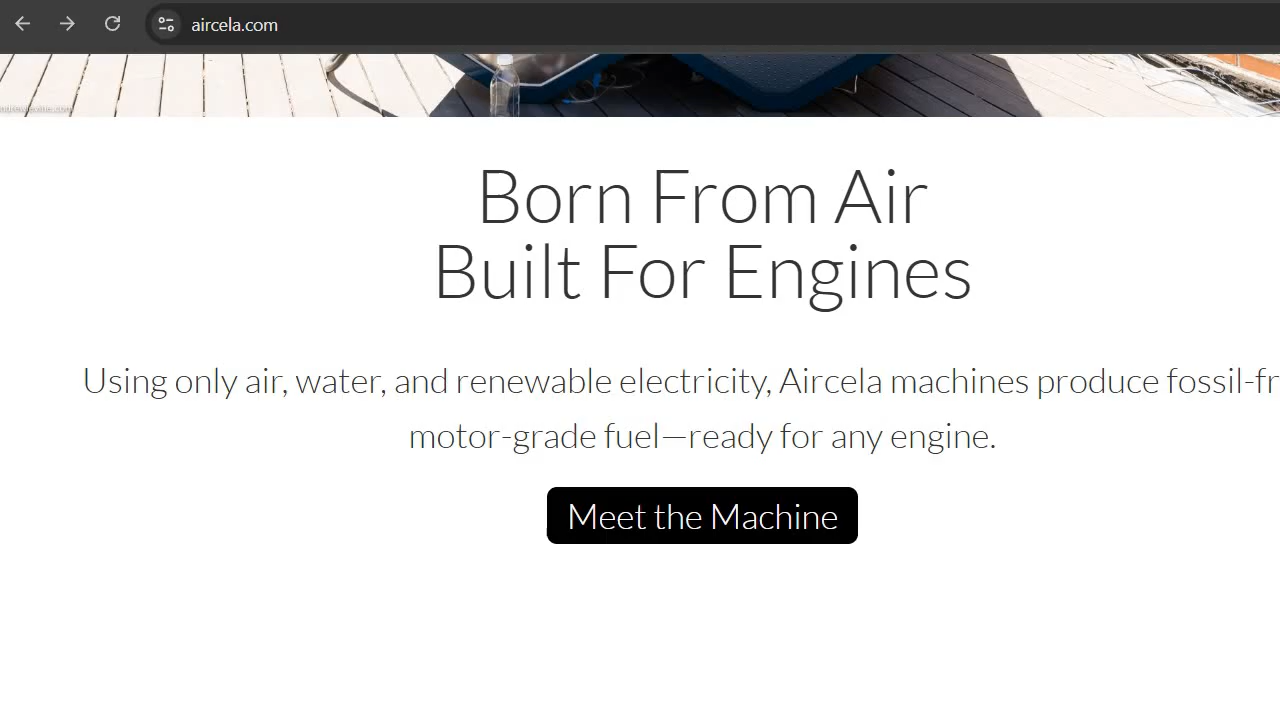 aircela.com
Born From Air
Built For Engines
Using only air, water, and renewable electricity, Aircela machines produce fossil-fr
motor-grade fuel—ready for any engine.
Meet the Machine